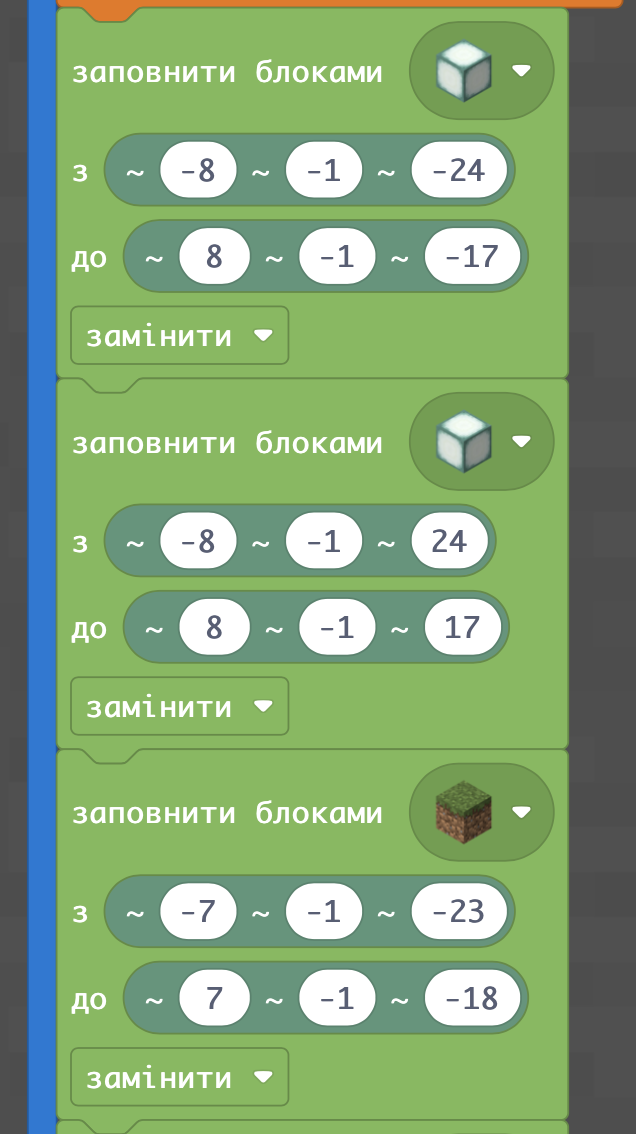 заповнити блоками
з ~ -8 ~ -1 ~ -24
до ~ 8 ~ -1 ~ -17
замінити
заповнити блоками
з ~ -8 ~ -1 ~ 24
до ~ 8 ~ -1 ~ 17
замінити
заповнити блоками
з ~ -7 ~ -1 ~ -23
до ~ 7 ~ -1 ~ -18
замінити